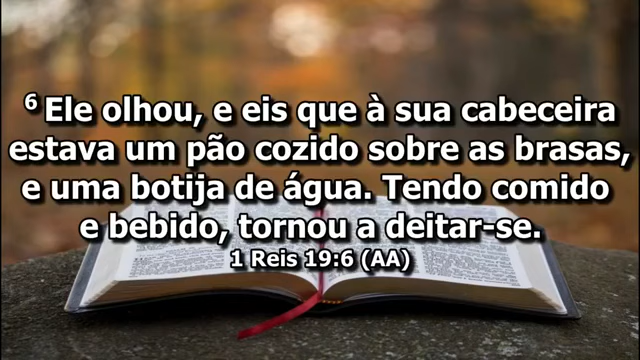 6 Ele olhou, e eis que à sua cabeceira
estava um pão cozido sobre as brasas,
e uma botija de água. Tendo comido
e bebido, tornou a deitar-se.
1 Reis 19:6 (AA)